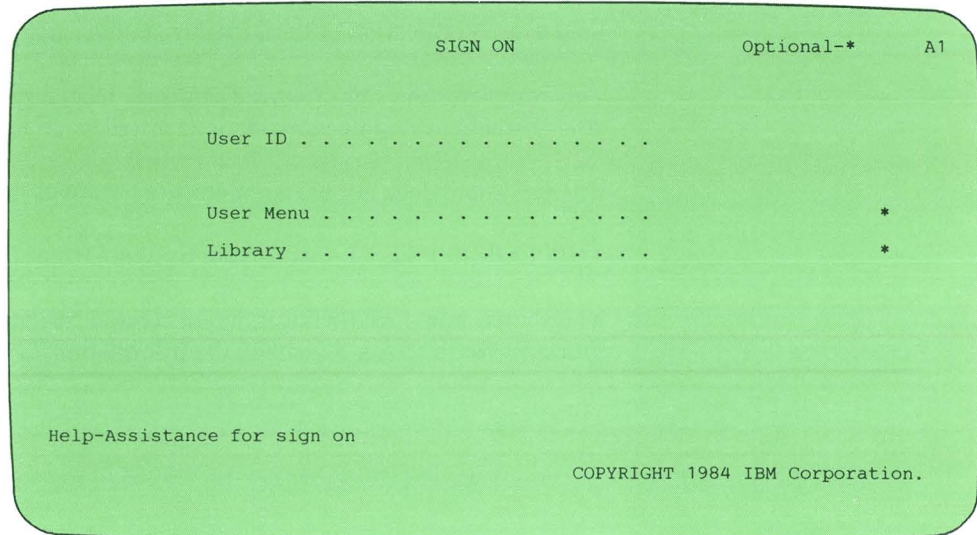 SIGN ON Optional-* A1
User ID . . . . . . . . . . . . . . . .
User Menu . . . . . . . . . . . . . . . *
Library . . . . . . . . . . . . . . . . *
Help-Assistance for sign on
COPYRIGHT 1984 IBM Corporation.